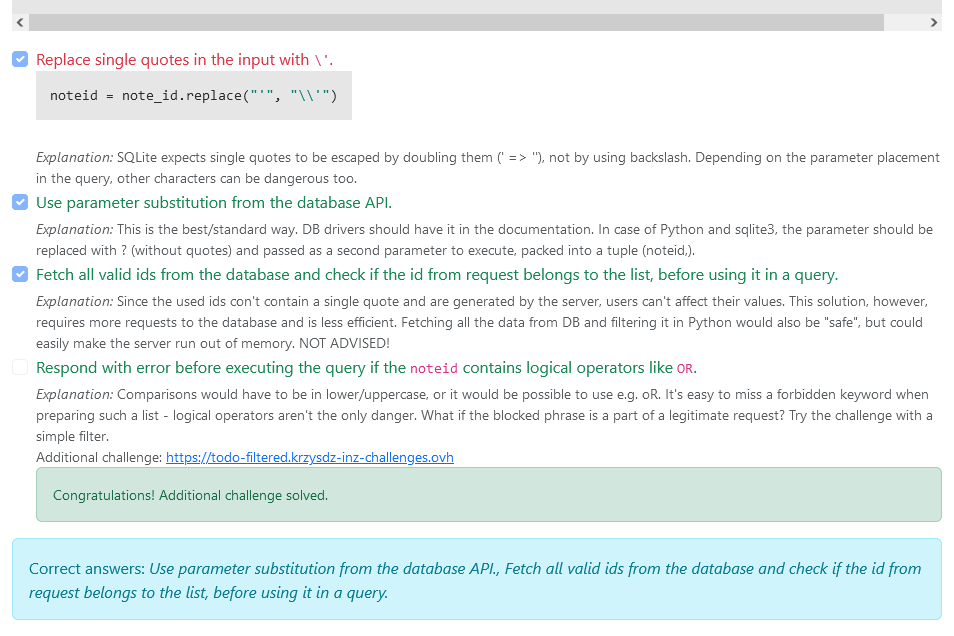 Replace single quotes in the input with \'.
noteid = note_id.replace("'", "\\'")
Explanation: SQLite expects single quotes to be escaped by doubling them (' => ''), not by using backslash. Depending on the parameter placement
in the query, other characters can be dangerous too.
Use parameter substitution from the database API.
Explanation: This is the best/standard way. DB drivers should have it in the documentation. In case of Python and sqlite3, the parameter should be
replaced with ? (without quotes) and passed as a second parameter to execute, packed into a tuple (noteid,).
Fetch all valid ids from the database and check if the id from request belongs to the list, before using it in a query.
Explanation: Since the used ids con't contain a single quote and are generated by the server, users can't affect their values. This solution, however,
requires more requests to the database and is less efficient. Fetching all the data from DB and filtering it in Python would also be "safe", but could
easily make the server run out of memory. NOT ADVISED!
Respond with error before executing the query if the noteid contains logical operators like OR.
Explanation: Comparisons would have to be in lower/uppercase, or it would be possible to use e.g. oR. It's easy to miss a forbidden keyword when
preparing such a list - logical operators aren't the only danger. What if the blocked phrase is a part of a legitimate request? Try the challenge with a
simple filter.
Additional challenge: https://todo-filtered.krzysdz-inz-challenges.ovh
Congratulations! Additional challenge solved.
Correct answers: Use parameter substitution from the database API., Fetch all valid ids from the database and check if the id from
request belongs to the list, before using it in a query.